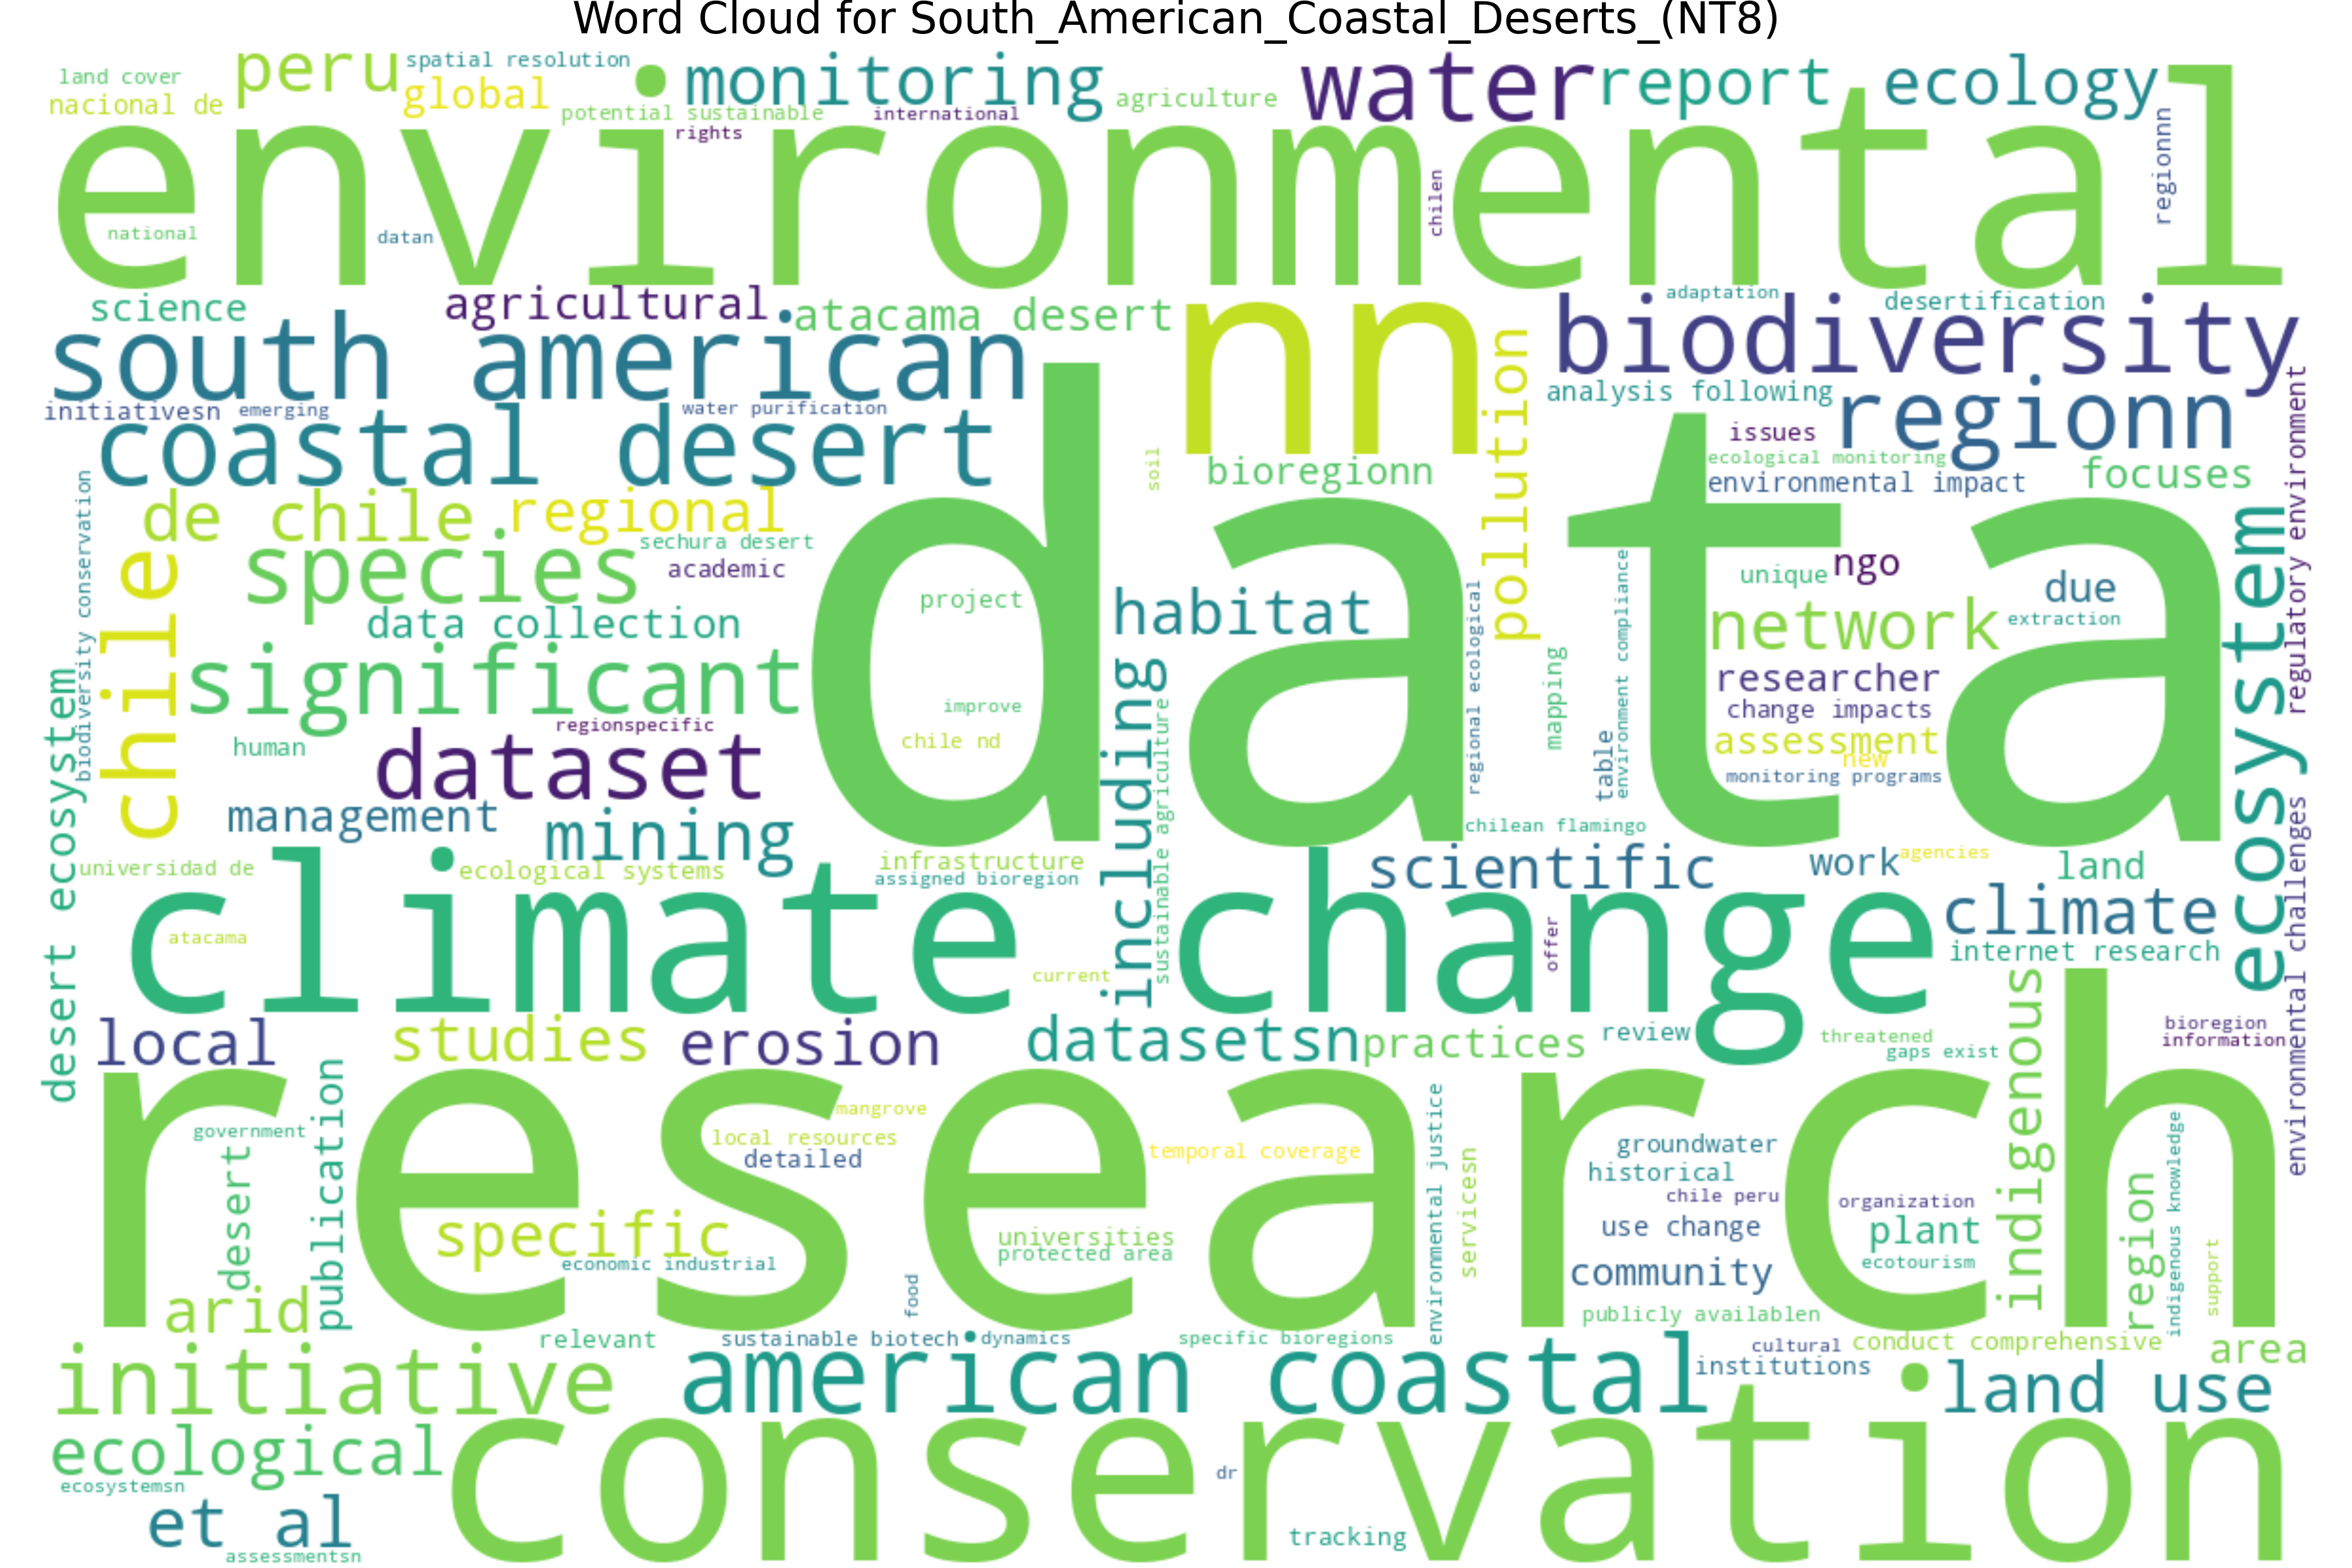 Word Cloud for South_American_Coastal_Deserts_(NT8)
land cover
peru
spatial resolution
monitoring
water
report
ecology
nacional de
global
potential sustainable
international
agriculture
rights
environmental
regionnn
chilen
national
datan
science
agricultural
atacama desert
nn
adaptation
desertification
biodiversity
south american
pollution
analysis following
regionn
initiativesn
emerging
water purification
coastal desert
issues
ecological monitoring
soil
bioregionn
environmental impact
focuses
regulatory environment
biodiversity conservation
de chile
regional
data
species
sechura desert
academic
chile
ngo
unique
due
ecosystem
project
habitat
data collection
network
extraction
environment compliance
regional ecological
mapping
table
significant
researcher
change impacts
improve
regionspecific
human
dataset
chile nd
assessment
new
monitoring programs
including
sustainable agriculture
desert ecosystem
management
mining
chilean flamingo
environmental challenges
universidad de
ecological systems
infrastructure
assigned bioregion
scientific
work
agencies
land
climate change
climate
atacama
internet research
offer
current
local
studies
erosion
datasetsn
practices
review
threatened
gaps exist
bioregion
information
indigenous
research
mangrove
government
local resources
detailed
temporal coverage
environmental justice
servicesn
groundwater
historical
chile peru
organization
use change
plant
ecotourism
community
publicly availablen
region
indigenous knowledge
support
desert
publication
specific
economic industrial
universities
protected area
food
arid
relevant
sustainable biotech
dynamics
specific bioregions
cultural
conduct comprehensive
area
institutions
initiative
american coastal
land use
ecological
conservation
ecosystemsn
dr
et al
tracking
assessmentsn